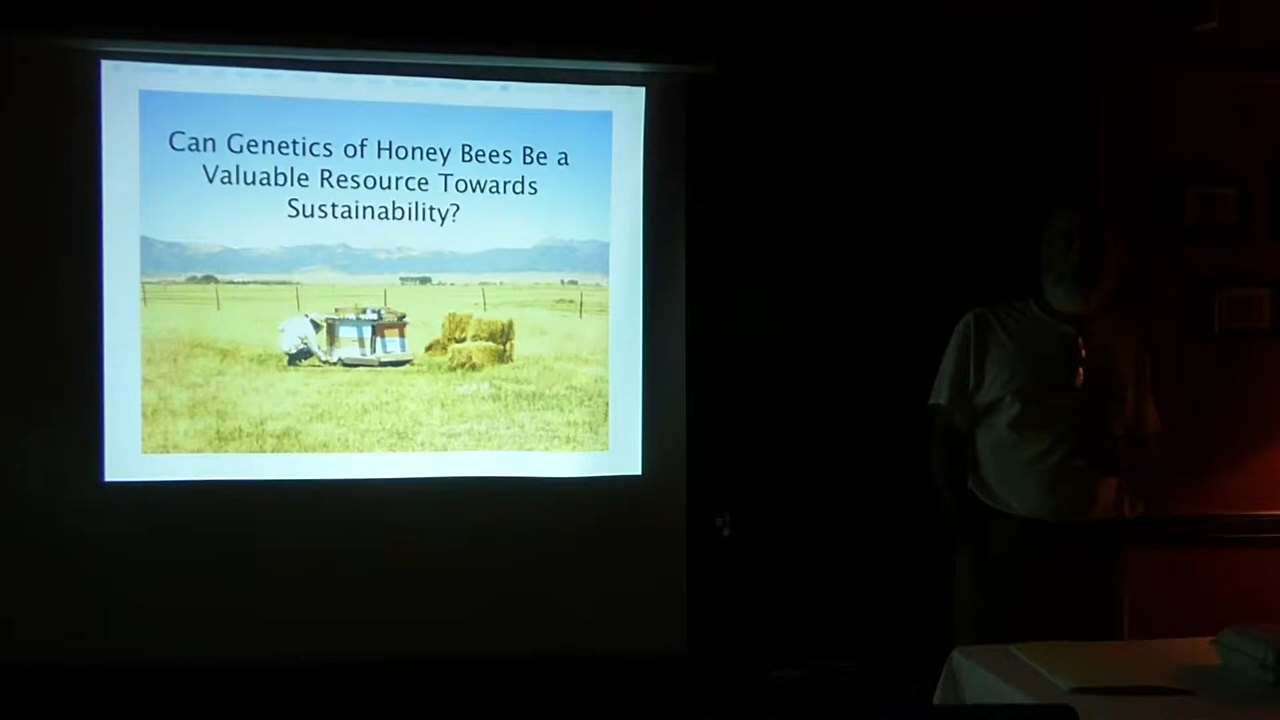 Can Genetics of Honey Bees Be a
Valuable Resource Towards
Sustainability?